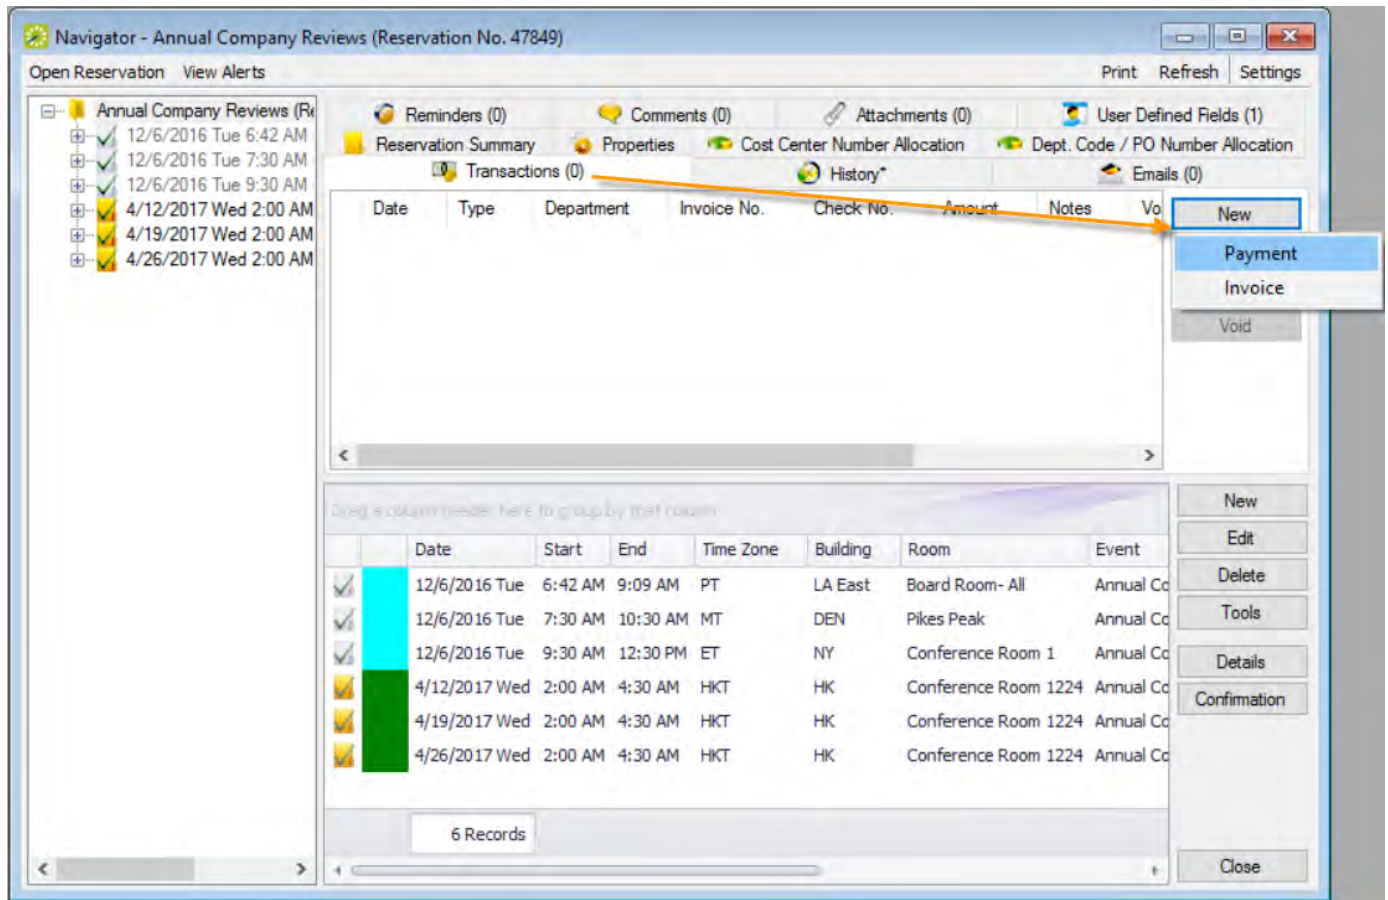 Navigator - Annual Company Reviews (Reservation No. 47849)
Open Reservation View Alerts Print Refresh Settings
Annual Company Reviews (Re
12/6/2016 Tue 6:42 AM
12/6/2016 Tue 7:30 AM
12/6/2016 Tue 9:30 AM
4/12/2017 Wed 2:00 AM
4/19/2017 Wed 2:00 AM
4/26/2017 Wed 2:00 AM
Reminders (0) Comments (0) Attachments (0) User Defined Fields (1)
Reservation Summary Properties Cost Center Number Allocation Dept. Code / PO Number Allocation
Transactions (0) History* Emails (0)
Date Type Department Invoice No. Check No. Amount Notes Vo
New
Payment
Invoice
Void
Drag a column header here to group by that column
Date Start End Time Zone Building Room Event
12/6/2016 Tue 6:42 AM 9:09 AM PT LA East Board Room- All Annual Co
12/6/2016 Tue 7:30 AM 10:30 AM MT DEN Pikes Peak Annual Co
12/6/2016 Tue 9:30 AM 12:30 PM ET NY Conference Room 1 Annual Co
4/12/2017 Wed 2:00 AM 4:30 AM HKT HK Conference Room 1224 Annual Co
4/19/2017 Wed 2:00 AM 4:30 AM HKT HK Conference Room 1224 Annual Co
4/26/2017 Wed 2:00 AM 4:30 AM HKT HK Conference Room 1224 Annual Co
6 Records
New
Edit
Delete
Tools
Details
Confirmation
Close